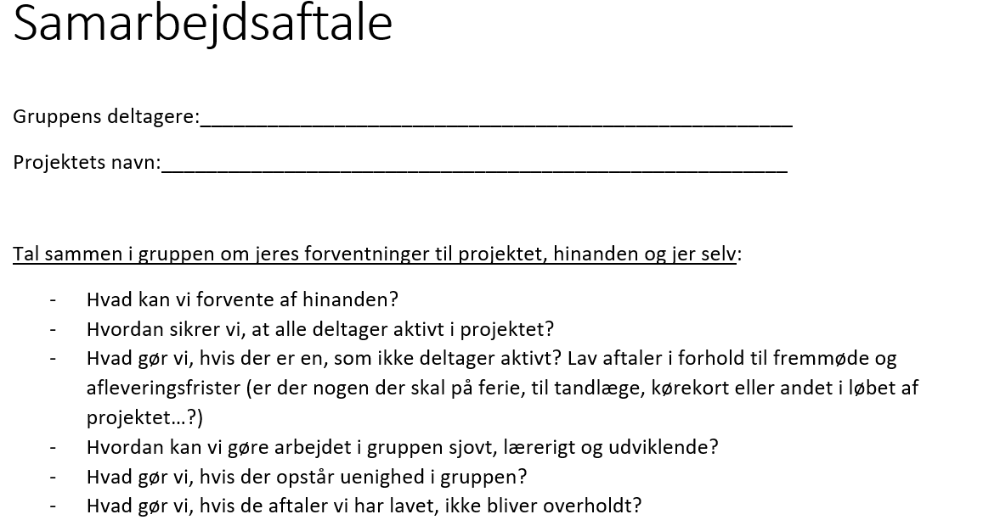 Samarbejdsaftale
Gruppens deltagere:_______________________________________________________
Projektets navn:__________________________________________________________
Tal sammen i gruppen om jeres forventninger til projektet, hinanden og jer selv:
- Hvad kan vi forvente af hinanden?
- Hvordan sikrer vi, at alle deltager aktivt i projektet?
- Hvad gør vi, hvis der er en, som ikke deltager aktivt? Lav aftaler i forhold til fremmøde og
afleveringsfrister (er der nogen der skal på ferie, til tandlæge, kørekort eller andet i løbet af
projektet…?)
- Hvordan kan vi gøre arbejdet i gruppen sjovt, lærerigt og udviklende?
- Hvad gør vi, hvis der opstår uenighed i gruppen?
- Hvad gør vi, hvis de aftaler vi har lavet, ikke bliver overholdt?